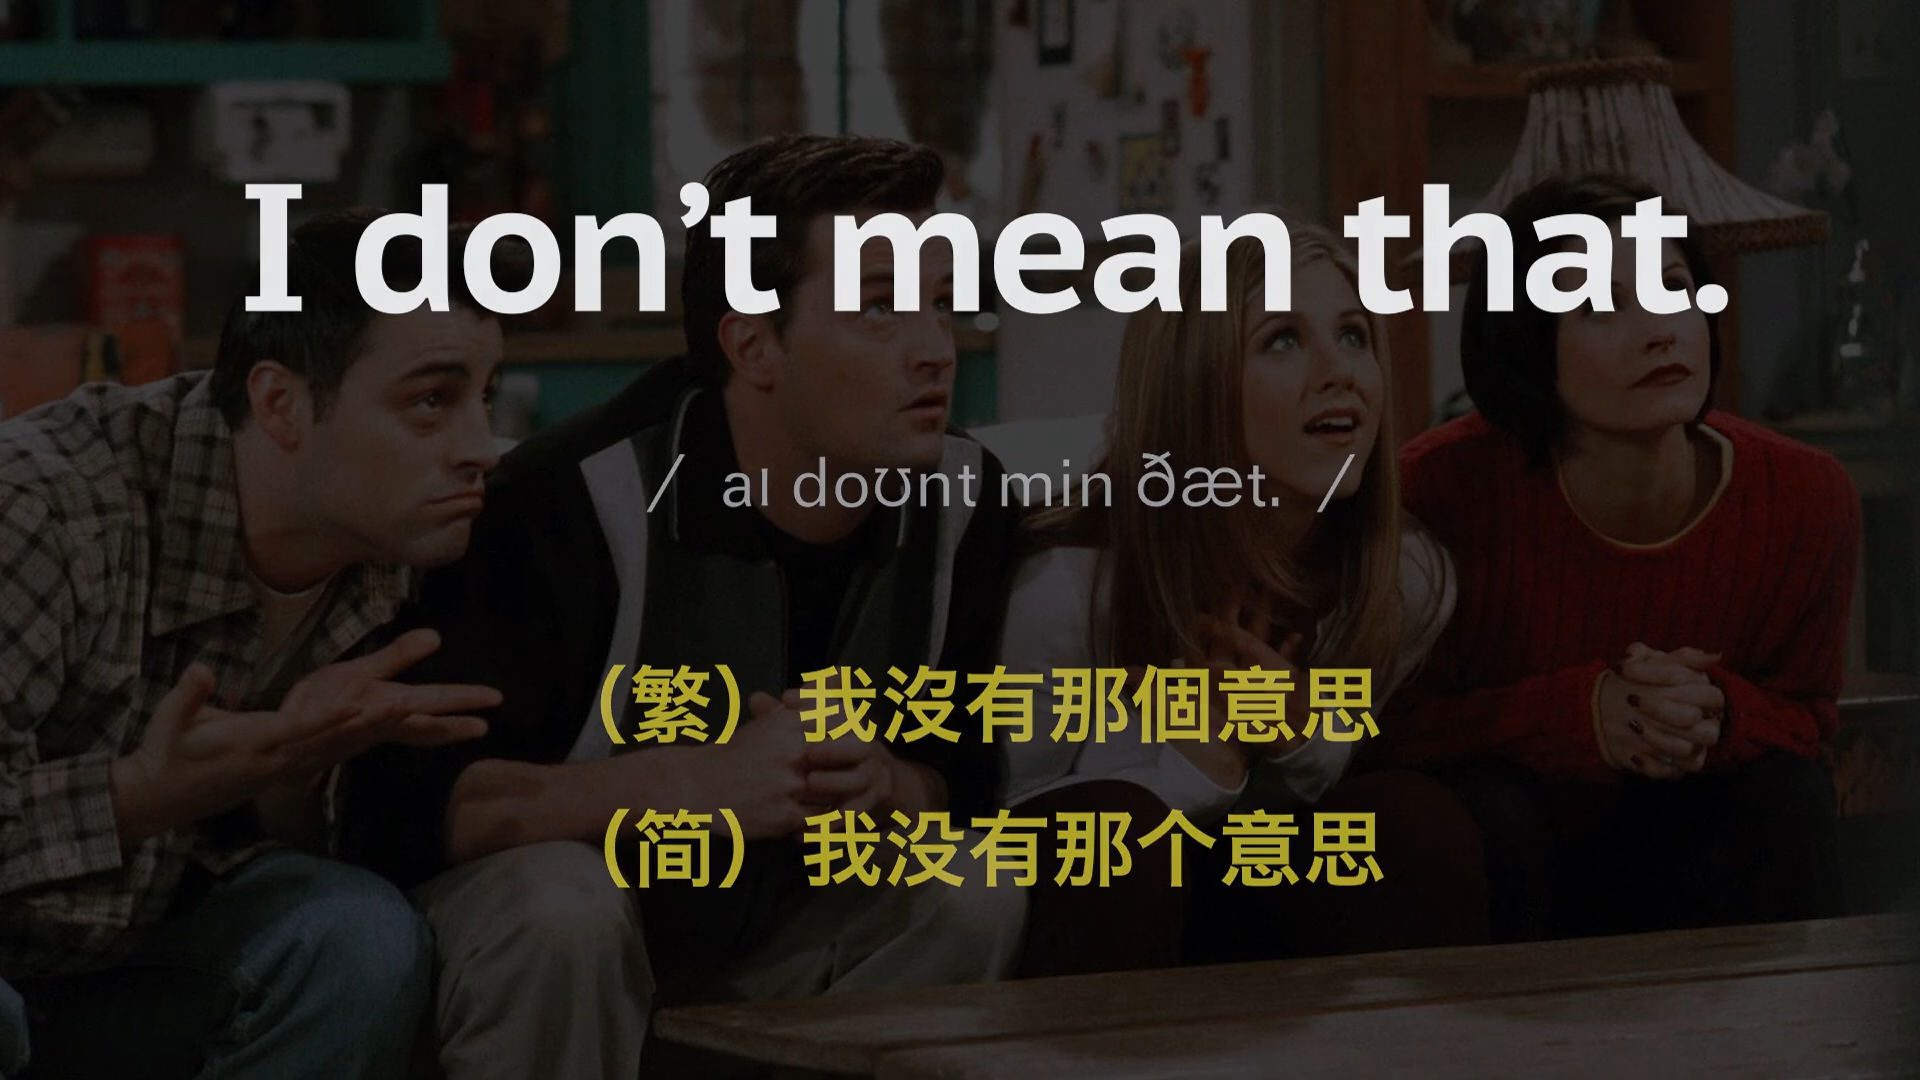 I don’t mean that.
/ aɪ doʊnt min ðæt. /
（繁）我沒有那個意思
（简）我没有那个意思